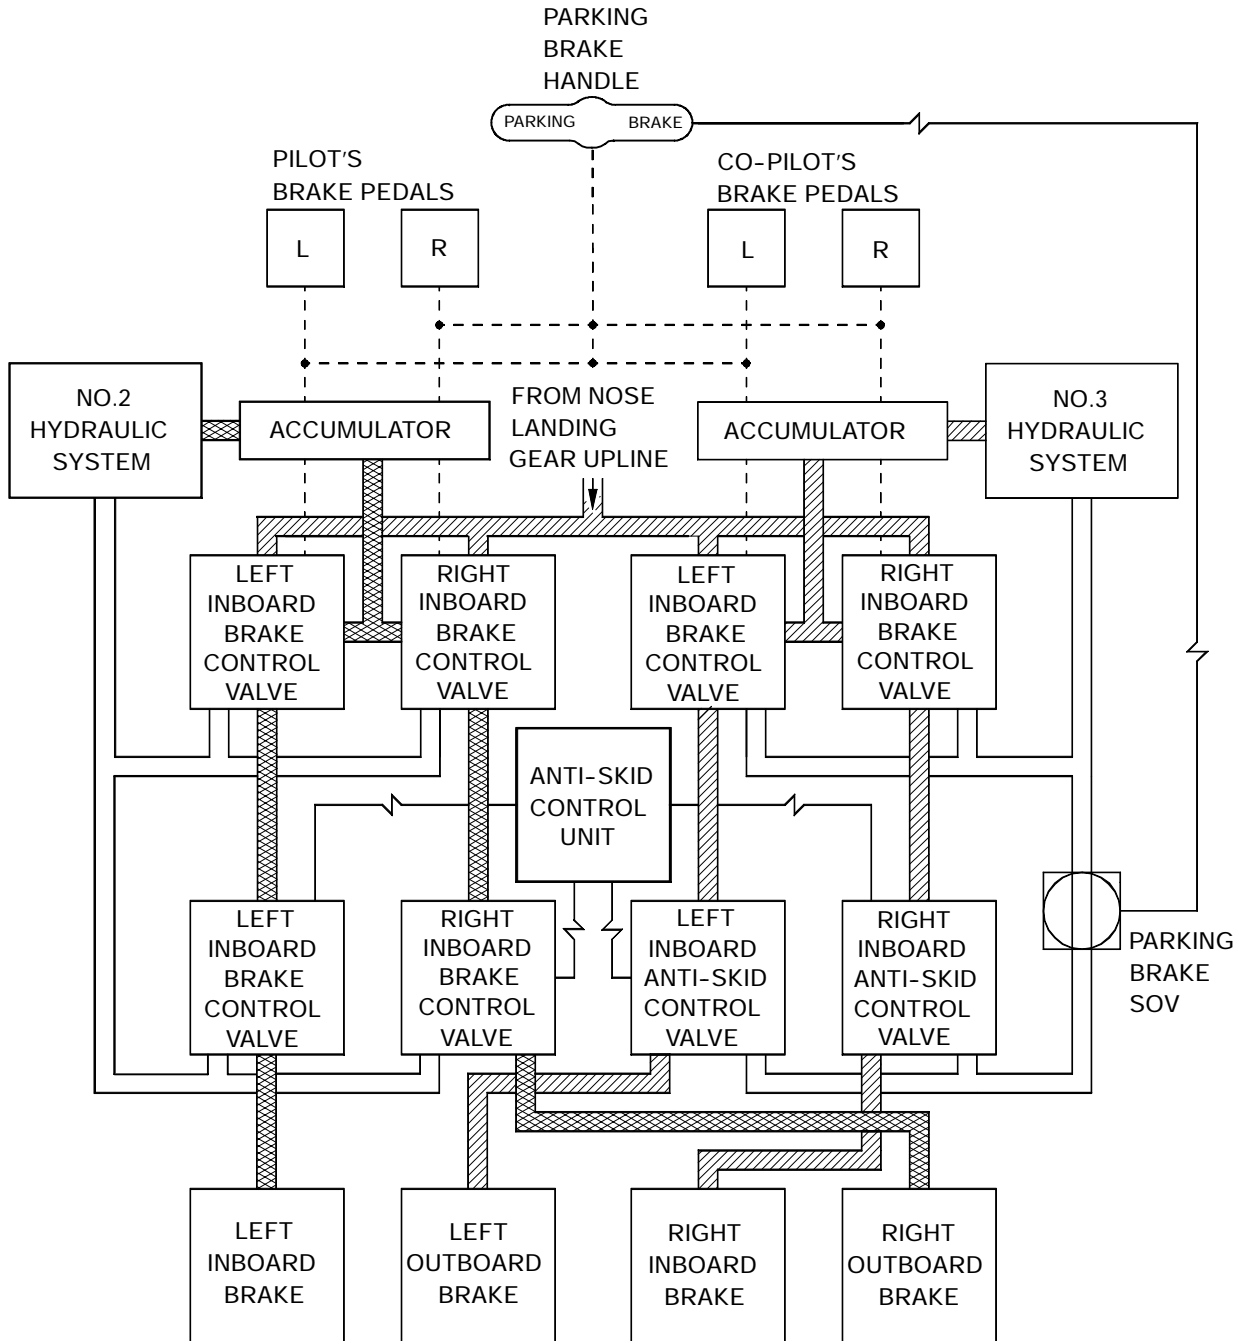 PARKING
BRAKE
HANDLE
PARKING BRAKE
PILOT'S
BRAKE PEDALS
CO-PILOT'S
BRAKE PEDALS
L
R
L
R
NO.2
HYDRAULIC
SYSTEM
ACCUMULATOR
FROM NOSE
LANDING
GEAR UPLINE
ACCUMULATOR
NO.3
HYDRAULIC
SYSTEM
LEFT
INBOARD
BRAKE
CONTROL
VALVE
RIGHT
INBOARD
BRAKE
CONTROL
VALVE
LEFT
INBOARD
BRAKE
CONTROL
VALVE
RIGHT
INBOARD
BRAKE
CONTROL
VALVE
ANTI-SKID
CONTROL
UNIT
LEFT
INBOARD
BRAKE
CONTROL
VALVE
RIGHT
INBOARD
BRAKE
CONTROL
VALVE
LEFT
INBOARD
ANTI-SKID
CONTROL
VALVE
RIGHT
INBOARD
ANTI-SKID
CONTROL
VALVE
PARKING
BRAKE
SOV
LEFT
INBOARD
BRAKE
LEFT
OUTBOARD
BRAKE
RIGHT
INBOARD
BRAKE
RIGHT
OUTBOARD
BRAKE